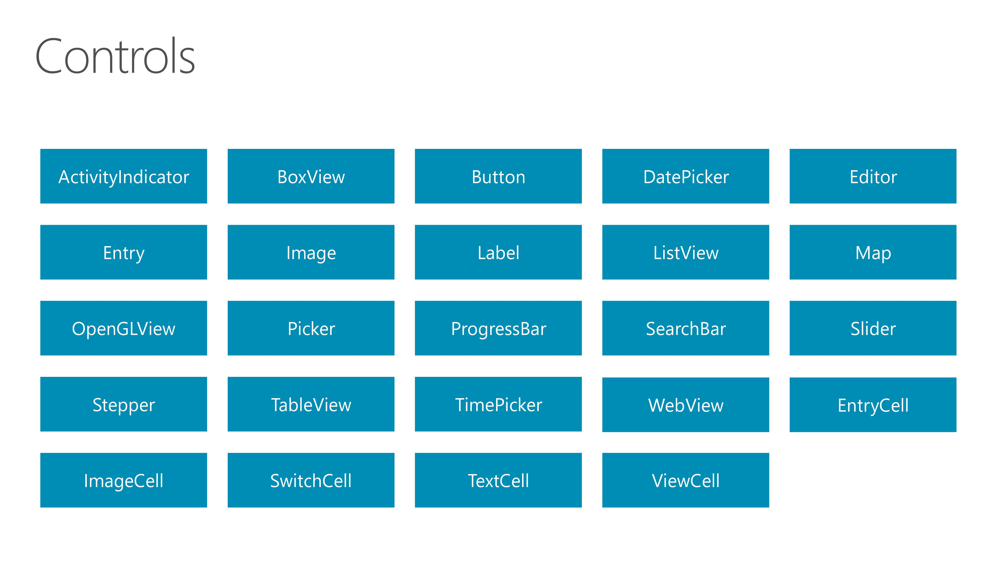 Controls
ActivityIndicator
BoxView
Button
DatePicker
Editor
Entry
Image
Label
ListView
Map
OpenGLView
Picker
ProgressBar
SearchBar
Slider
Stepper
TableView
TimePicker
WebView
EntryCell
ImageCell
SwitchCell
TextCell
ViewCell